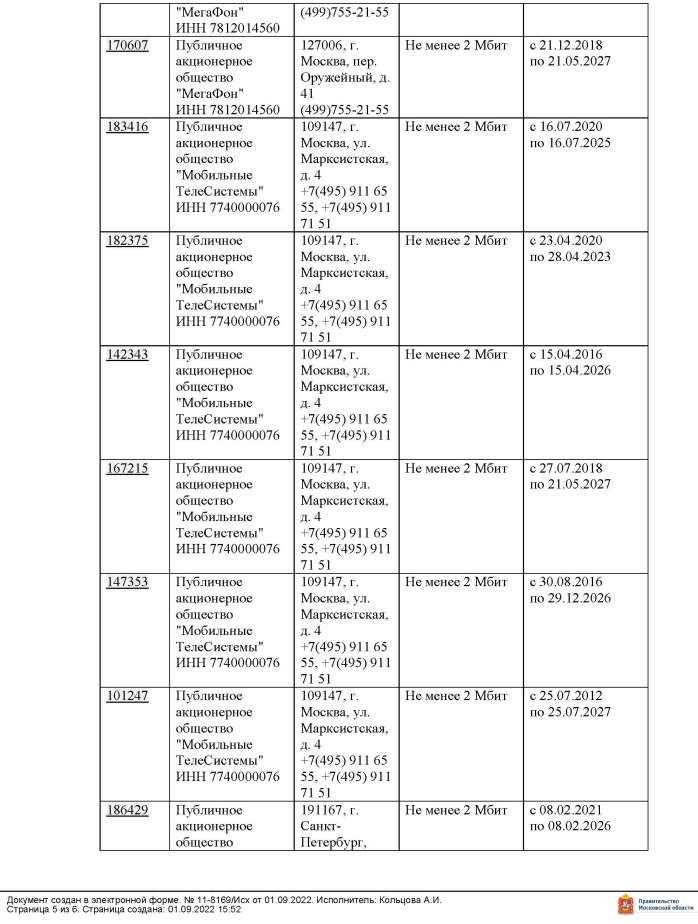 "МегаФон"
ИНН 7812014560
(499)755-21-55
170607
Публичное
акционерное
общество
"МегаФон"
ИНН 7812014560
127006, г.
Москва, пер.
Оружейный, д.
41
(499)755-21-55
Не менее 2 Мбит
с 21.12.2018
по 21.05.2027
183416
Публичное
акционерное
общество
"Мобильные
ТелеСистемы"
ИНН 7740000076
109147, г.
Москва, ул.
Марксистская,
д. 4
+7(495) 911 65
55, +7(495) 911
71 51
Не менее 2 Мбит
с 16.07.2020
по 16.07.2025
182375
Публичное
акционерное
общество
"Мобильные
ТелеСистемы"
ИНН 7740000076
109147, г.
Москва, ул.
Марксистская,
д. 4
+7(495) 911 65
55, +7(495) 911
71 51
Не менее 2 Мбит
с 23.04.2020
по 28.04.2023
142343
Публичное
акционерное
общество
"Мобильные
ТелеСистемы"
ИНН 7740000076
109147, г.
Москва, ул.
Марксистская,
д. 4
+7(495) 911 65
55, +7(495) 911
71 51
Не менее 2 Мбит
с 15.04.2016
по 15.04.2026
167215
Публичное
акционерное
общество
"Мобильные
ТелеСистемы"
ИНН 7740000076
109147, г.
Москва, ул.
Марксистская,
д. 4
+7(495) 911 65
55, +7(495) 911
71 51
Не менее 2 Мбит
с 27.07.2018
по 21.05.2027
147353
Публичное
акционерное
общество
"Мобильные
ТелеСистемы"
ИНН 7740000076
109147, г.
Москва, ул.
Марксистская,
д. 4
+7(495) 911 65
55, +7(495) 911
71 51
Не менее 2 Мбит
с 30.08.2016
по 29.12.2026
101247
Публичное
акционерное
общество
"Мобильные
ТелеСистемы"
ИНН 7740000076
109147, г.
Москва, ул.
Марксистская,
д. 4
+7(495) 911 65
55, +7(495) 911
71 51
Не менее 2 Мбит
с 25.07.2012
по 25.07.2027
186429
Публичное
акционерное
общество
191167, г.
Санкт-
Петербург,
Не менее 2 Мбит
с 08.02.2021
по 08.02.2026
Документ создан в электронной форме. № 11-8169/Исх от 01.09.2022. Исполнитель: Кольцова А.И.
Страница 5 из 6. Страница создана: 01.09.2022 15:52
Правительство
Московской области